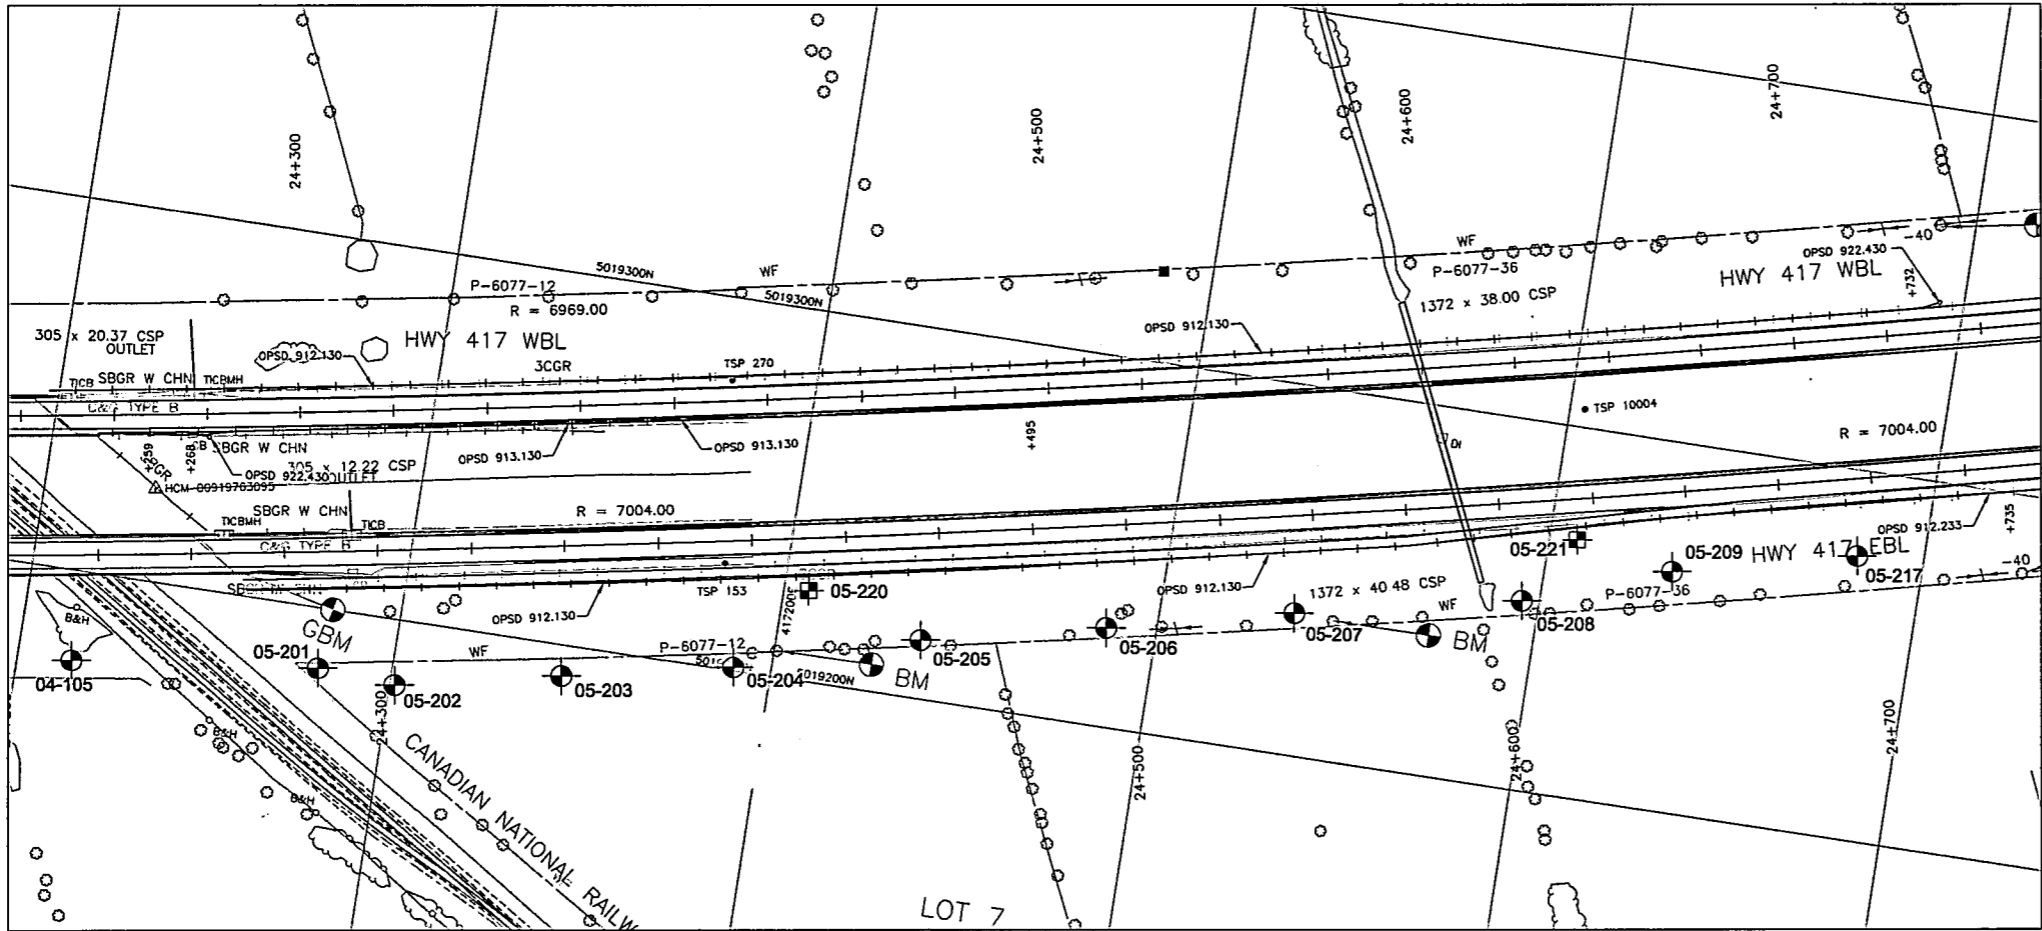 24+300
24+500
24+600
24+700
5019300N
WF
5019300N
P-6077-12
R = 6969.00
WF
P-6077-36
-40
OPSD 922.430
HWY 417 WBL
+732
1372 x 38.00 CSP
305 x 20.37 CSP
OUTLET
OPSD 912.130
HWY 417 WBL
3CGR
TSP 270
OPSD 912.130
TICB
SBGR W CHN
TICBMH
C&G TYPE B
TSP 10004
R = 7004.00
+259
+268
SBGR
CB
SBGR W CHN
OPSD 913.130
OPSD 913.130
+495
DI
305 x 12.22 CSP
OPSD 922.430
OUTLET
HCM-00919763095
SBGR W CHN
R = 7004.00
TICBMH
TICB
C&G TYPE B
OPSD 912.233
+735
05-221
05-209
HWY 417 EBL
05-217
-40
TSP 153
05-220
OPSD 912.130
1372 x 40.48 CSP
P-6077-36
WF
B&H
GBM
OPSD 912.130
05-201
WF
P-6077-12
05-205
05-206
05-207
BM
05-208
04-105
05-202
05-203
05-204
5019200N
BM
24+300
24+500
24+600
24+700
B&H
B&H
CANADIAN NATIONAL RAILW
LOT 7